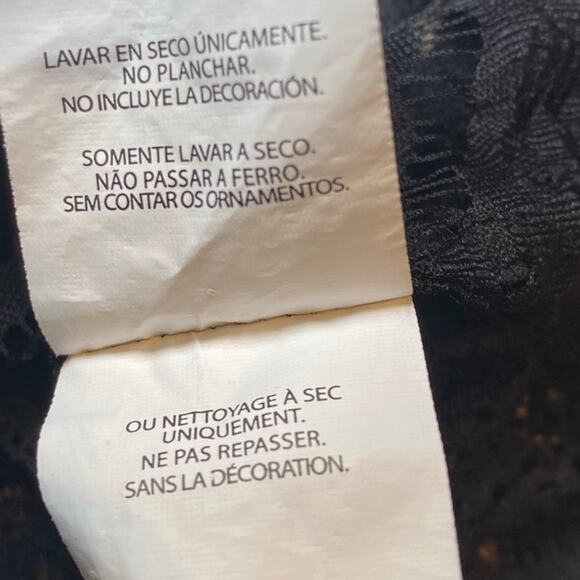 LAVAR EN SECO ÚNICAMENTE.
NO PLANCHAR.
NO INCLUYE LA DECORACIÓN.
SOMENTE LAVAR A SECO.
NÃO PASSAR A FERRO.
SEM CONTAR OS ORNAMENTOS.
OU NETTOYAGE À SEC
UNIQUEMENT.
NE PAS REPASSER.
SANS LA DÉCORATION.